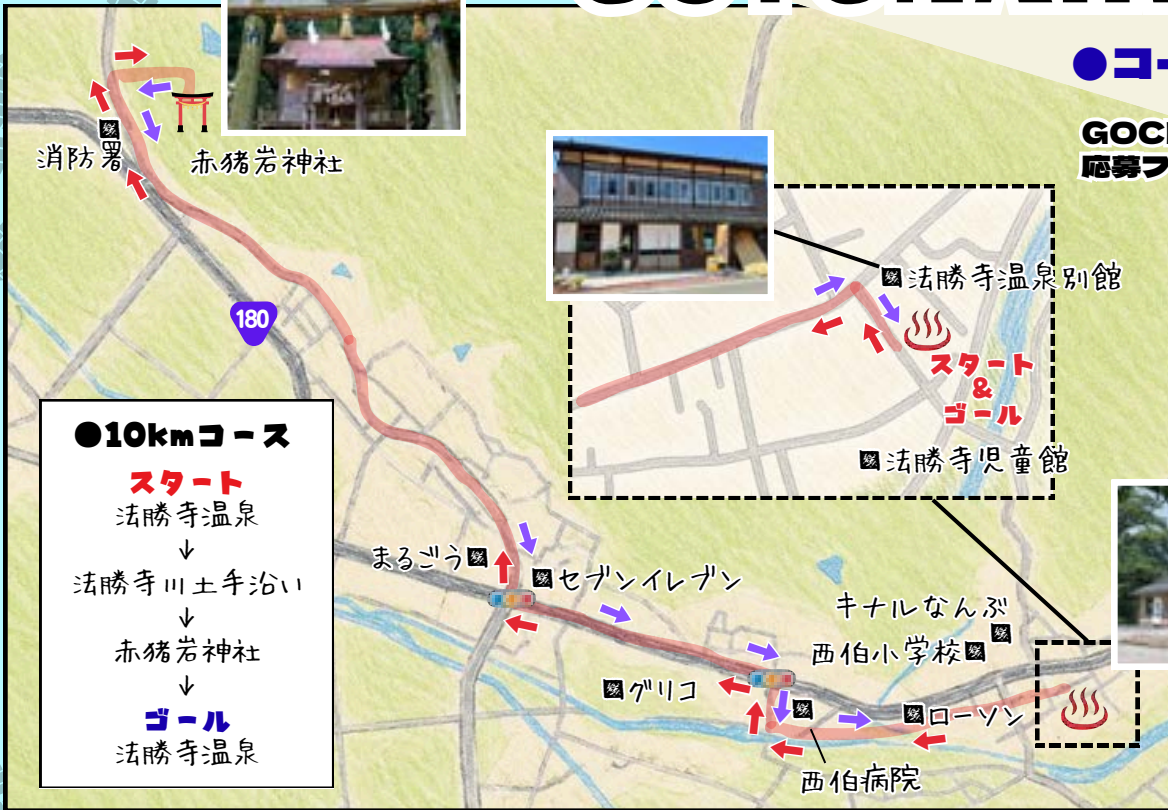 ●コー
GOC
応募フ
消防署
赤猪岩神社
法勝寺温泉別館
スタート
&
ゴール
法勝寺児童館
180
●10kmコース
スタート
法勝寺温泉
↓
法勝寺川土手沿い
↓
赤猪岩神社
↓
ゴール
法勝寺温泉
まるごう
セブンイレブン
キナルなんぶ
西伯小学校
グリコ
ローソン
西伯病院